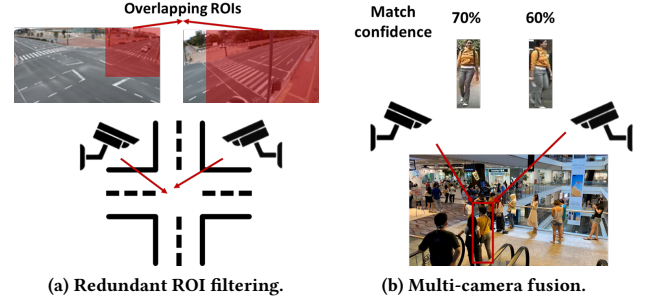 Overlapping ROIs
Match confidence 70% 60%
(a) Redundant ROI filtering.
(b) Multi-camera fusion.